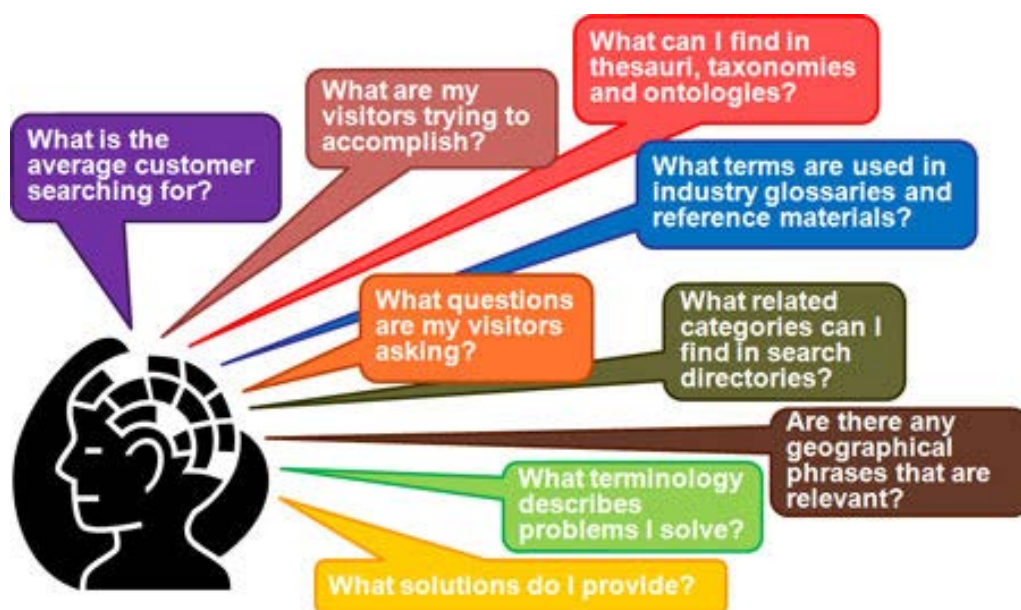 What is the
average customer
searching for?
What are my
visitors trying to
accomplish?
What can I find in
thesauri, taxonomies
and ontologies?
What terms are used in
industry glossaries and
reference materials?
What questions
are my visitors
asking?
What related
categories can I
find in search
directories?
Are there any
geographical
phrases that are
relevant?
What terminology
describes
problems I solve?
What solutions do I provide?